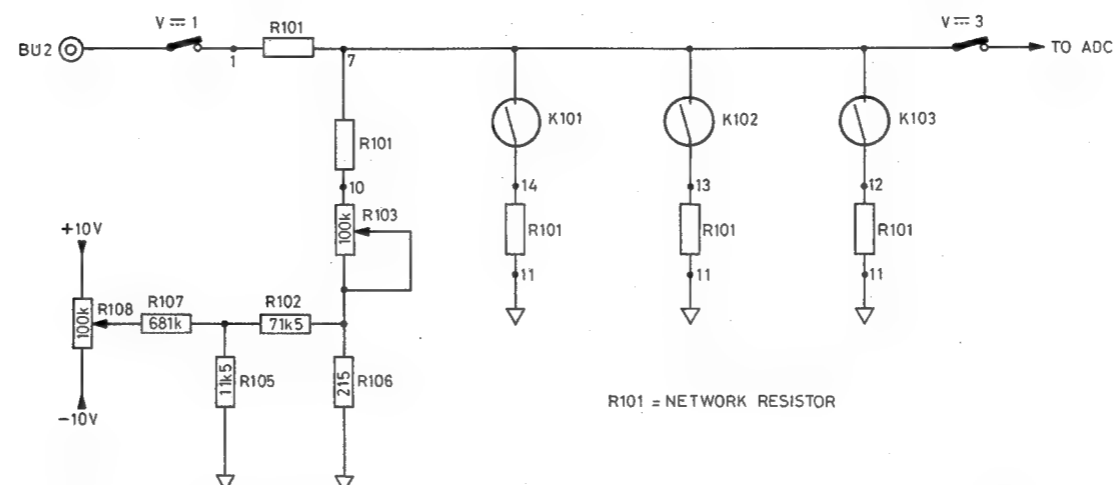 V ⎓ 1
V ⎓ 3
BU2
R101
1
7
TO ADC
K101
K102
K103
R101
10
14
13
12
R103
100k
R101
R101
R101
+10V
11
11
11
R108
100k
R107
681k
R102
71k5
R105
11k5
R106
215
-10V
R101 = NETWORK RESISTOR